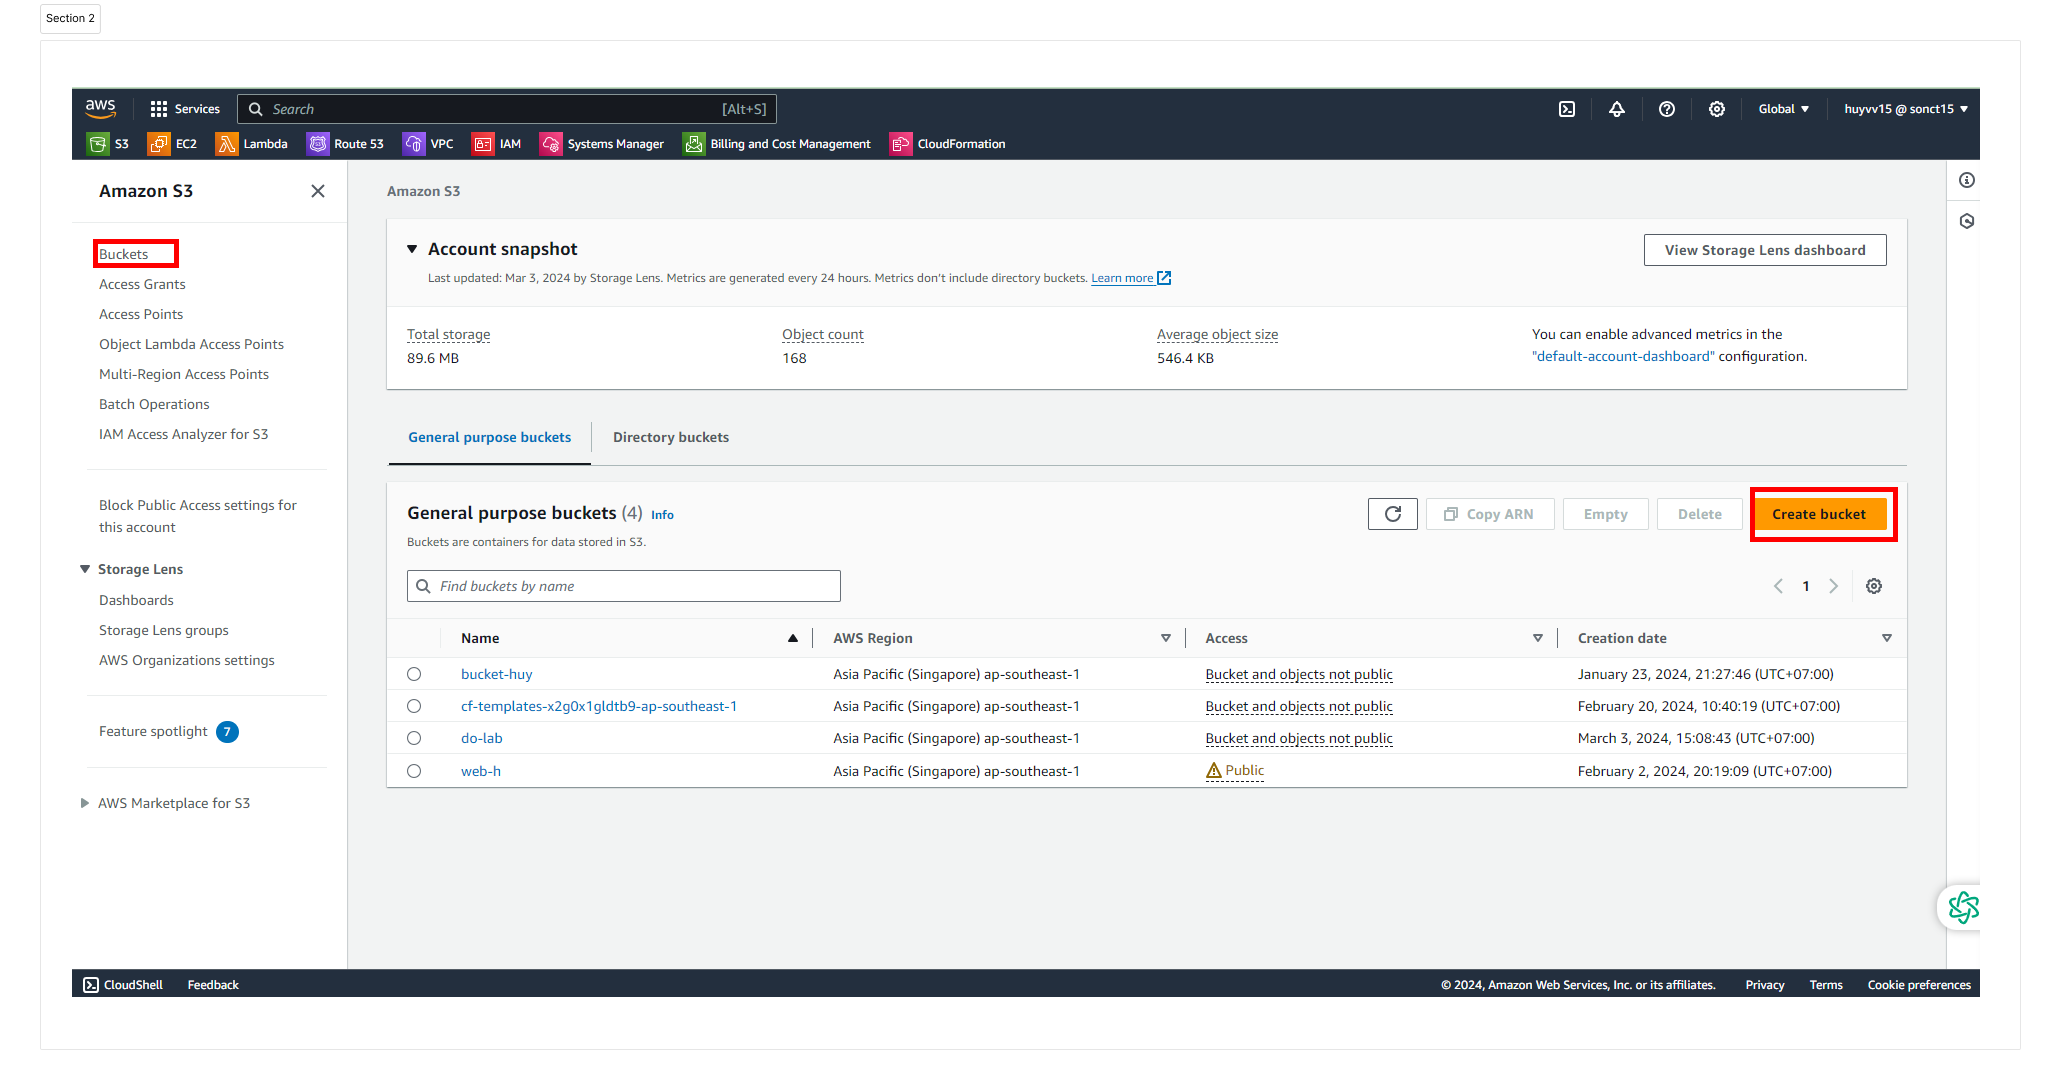 Section 2
aws
Services
Search [Alt+S]
Global
huyvv15 @ sonct15
S3
EC2
Lambda
Route 53
VPC
IAM
Systems Manager
Billing and Cost Management
CloudFormation
Amazon S3
Buckets
Access Grants
Access Points
Object Lambda Access Points
Multi-Region Access Points
Batch Operations
IAM Access Analyzer for S3
Block Public Access settings for
this account
Storage Lens
Dashboards
Storage Lens groups
AWS Organizations settings
Feature spotlight 7
AWS Marketplace for S3
Amazon S3
Account snapshot
View Storage Lens dashboard
Last updated: Mar 3, 2024 by Storage Lens. Metrics are generated every 24 hours. Metrics don't include directory buckets. Learn more
Total storage
89.6 MB
Object count
168
Average object size
546.4 KB
You can enable advanced metrics in the
"default-account-dashboard" configuration.
General purpose buckets
Directory buckets
General purpose buckets (4) Info
Buckets are containers for data stored in S3.
Copy ARN
Empty
Delete
Create bucket
Find buckets by name
1
Name AWS Region Access Creation date
bucket-huy Asia Pacific (Singapore) ap-southeast-1 Bucket and objects not public January 23, 2024, 21:27:46 (UTC+07:00)
cf-templates-x2g0x1gldtb9-ap-southeast-1 Asia Pacific (Singapore) ap-southeast-1 Bucket and objects not public February 20, 2024, 10:40:19 (UTC+07:00)
do-lab Asia Pacific (Singapore) ap-southeast-1 Bucket and objects not public March 3, 2024, 15:08:43 (UTC+07:00)
web-h Asia Pacific (Singapore) ap-southeast-1 Public February 2, 2024, 20:19:09 (UTC+07:00)
CloudShell
Feedback
© 2024, Amazon Web Services, Inc. or its affiliates.
Privacy
Terms
Cookie preferences